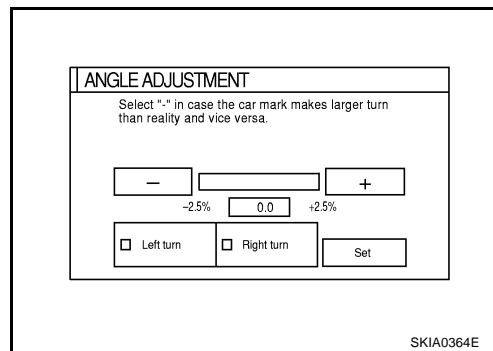 ANGLE ADJUSTMENT
Select "-" in case the car mark makes larger turn
than reality and vice versa.
− +
−2.5% 0.0 +2.5%
Left turn Right turn Set
SKIA0364E